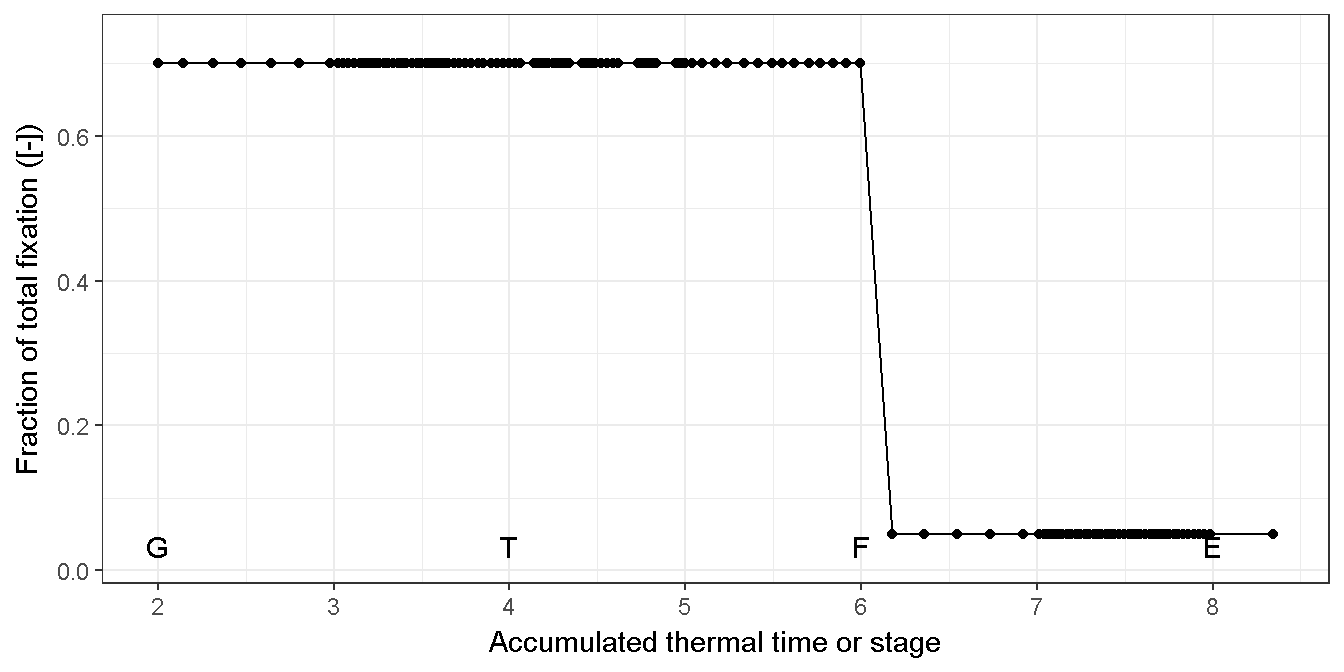 Fraction of total fixation ([-])
0.6
0.4
0.2
0.0
G T F E
2 3 4 5 6 7 8
Accumulated thermal time or stage